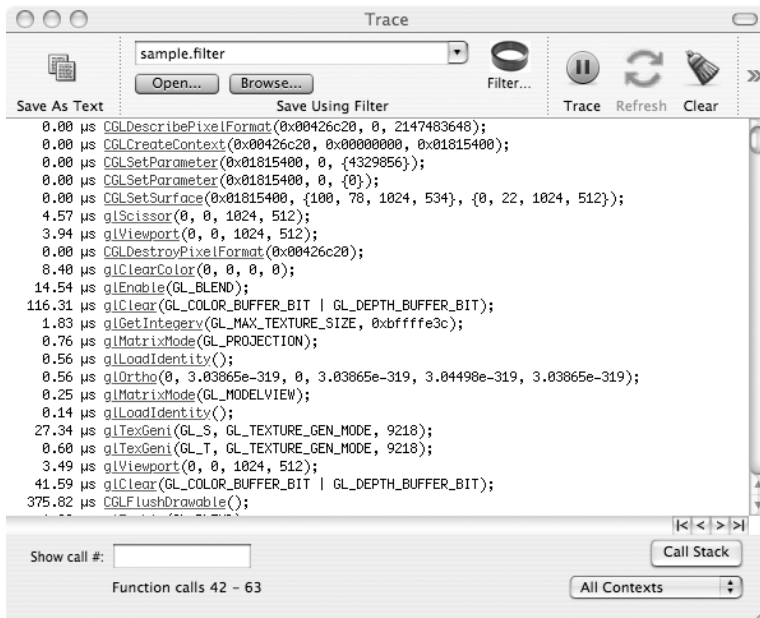 Trace
sample.filter
Open... Browse... Filter...
Save As Text Save Using Filter Trace Refresh Clear
0.00 µs CGLDescribePixelFormat(0x00426c20, 0, 2147483648);
0.00 µs CGLCreateContext(0x00426c20, 0x00000000, 0x01815400);
0.00 µs CGLSetParameter(0x01815400, 0, {4329856});
0.00 µs CGLSetParameter(0x01815400, 0, {0});
0.00 µs CGLSetSurface(0x01815400, {100, 78, 1024, 534}, {0, 22, 1024, 512});
4.57 µs glScissor(0, 0, 1024, 512);
3.94 µs glViewport(0, 0, 1024, 512);
0.00 µs CGLDestroyPixelFormat(0x00426c20);
8.40 µs glClearColor(0, 0, 0, 0);
14.54 µs glEnable(GL_BLEND);
116.31 µs glClear(GL_COLOR_BUFFER_BIT | GL_DEPTH_BUFFER_BIT);
1.83 µs glGetIntegerv(GL_MAX_TEXTURE_SIZE, 0xbffffe3c);
0.76 µs glMatrixMode(GL_PROJECTION);
0.56 µs glLoadIdentity();
0.56 µs glOrtho(0, 3.03865e-319, 0, 3.03865e-319, 3.04498e-319, 3.03865e-319);
0.25 µs glMatrixMode(GL_MODELVIEW);
0.14 µs glLoadIdentity();
27.34 µs glTexGeni(GL_S, GL_TEXTURE_GEN_MODE, 9218);
0.60 µs glTexGeni(GL_T, GL_TEXTURE_GEN_MODE, 9218);
3.49 µs glViewport(0, 0, 1024, 512);
41.59 µs glClear(GL_COLOR_BUFFER_BIT | GL_DEPTH_BUFFER_BIT);
375.82 µs CGLFlushDrawable();
Show call #: Call Stack
Function calls 42 – 63 All Contexts